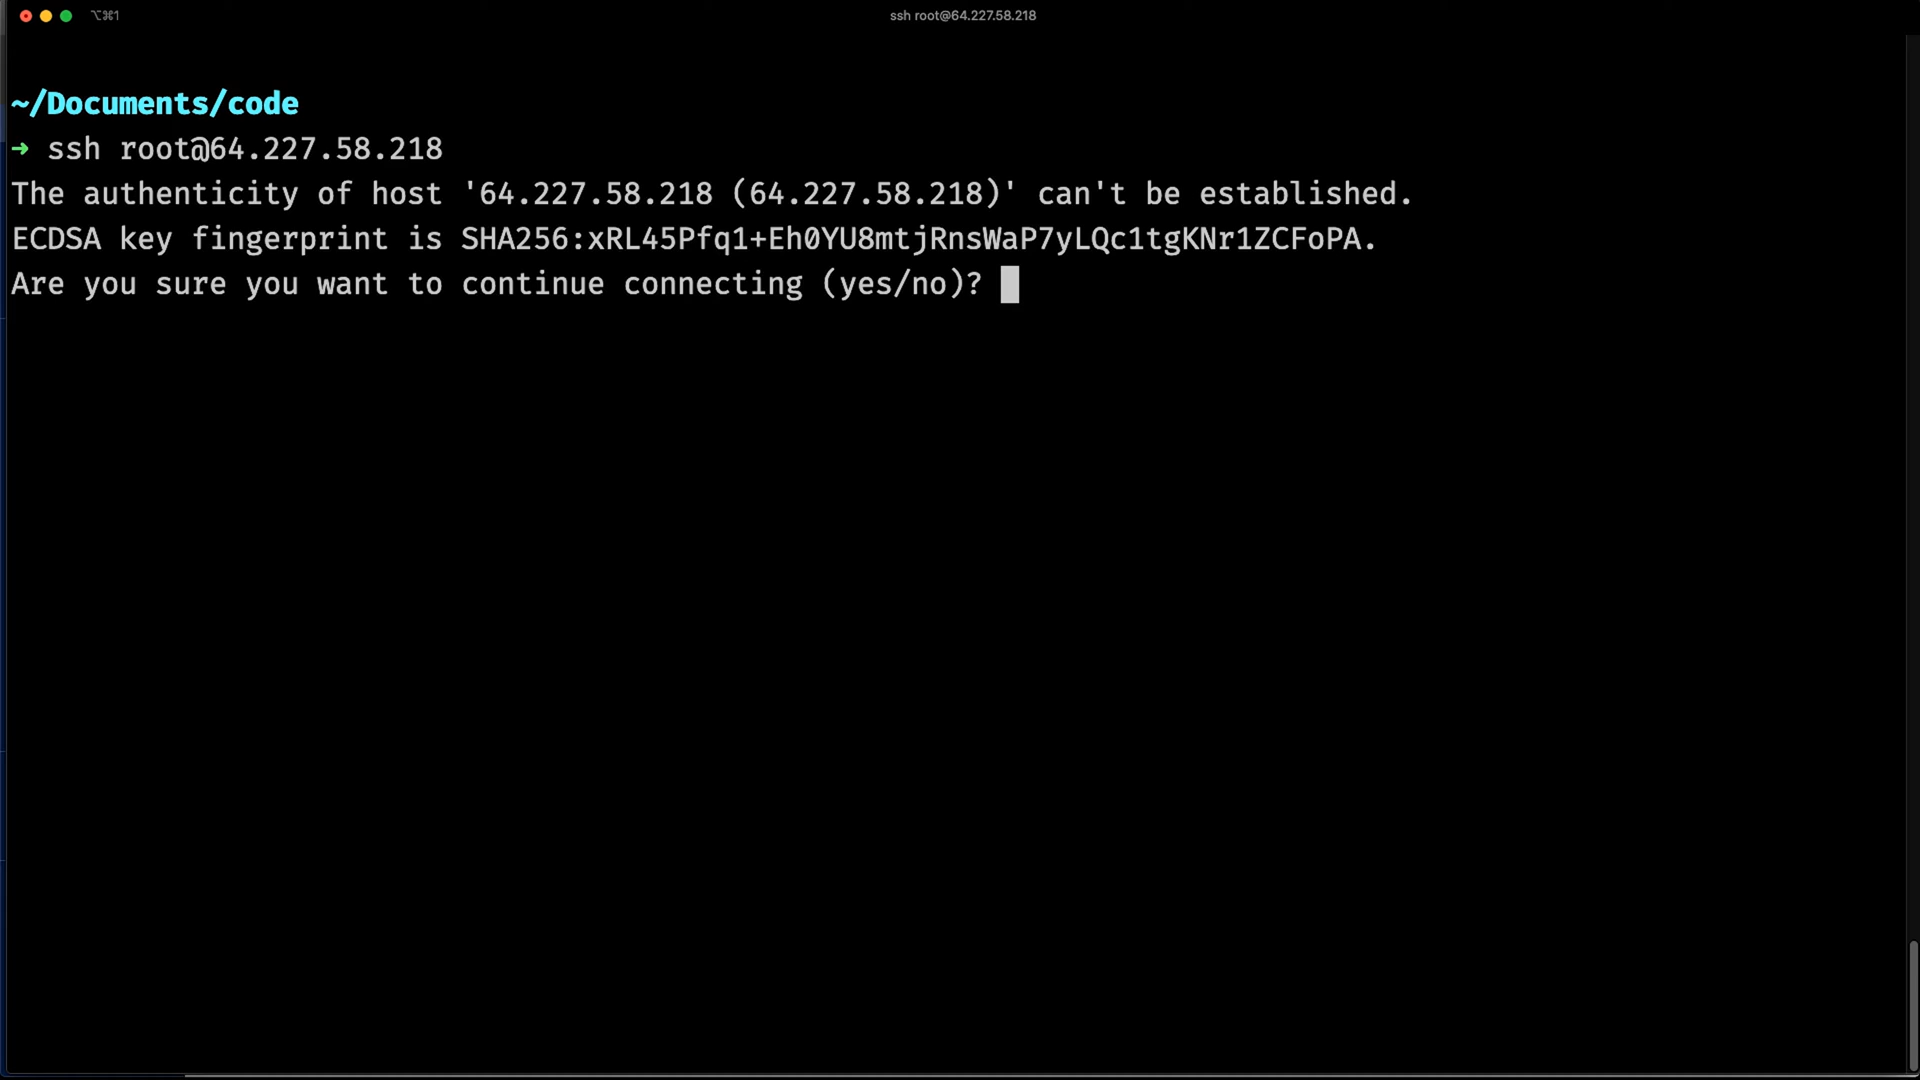 ⌥⌘1
ssh root@64.227.58.218
~/Documents/code
➜ ssh root@64.227.58.218
The authenticity of host '64.227.58.218 (64.227.58.218)' can't be established.
ECDSA key fingerprint is SHA256:xRL45Pfq1+Eh0YU8mtjRnsWaP7yLQc1tgKNr1ZCFoPA.
Are you sure you want to continue connecting (yes/no)?